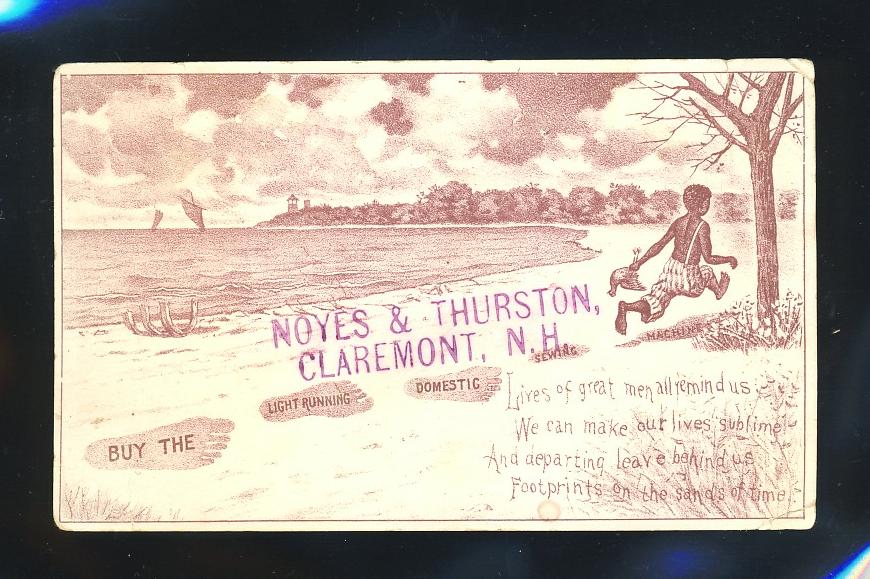 NOYES & THURSTON,
CLAREMONT, N.H.
BUY THE
LIGHT RUNNING
DOMESTIC
SEWING
MACHINE
Lives of great men all remind us
We can make our lives sublime
And departing leave behind us
Footprints on the sands of time.